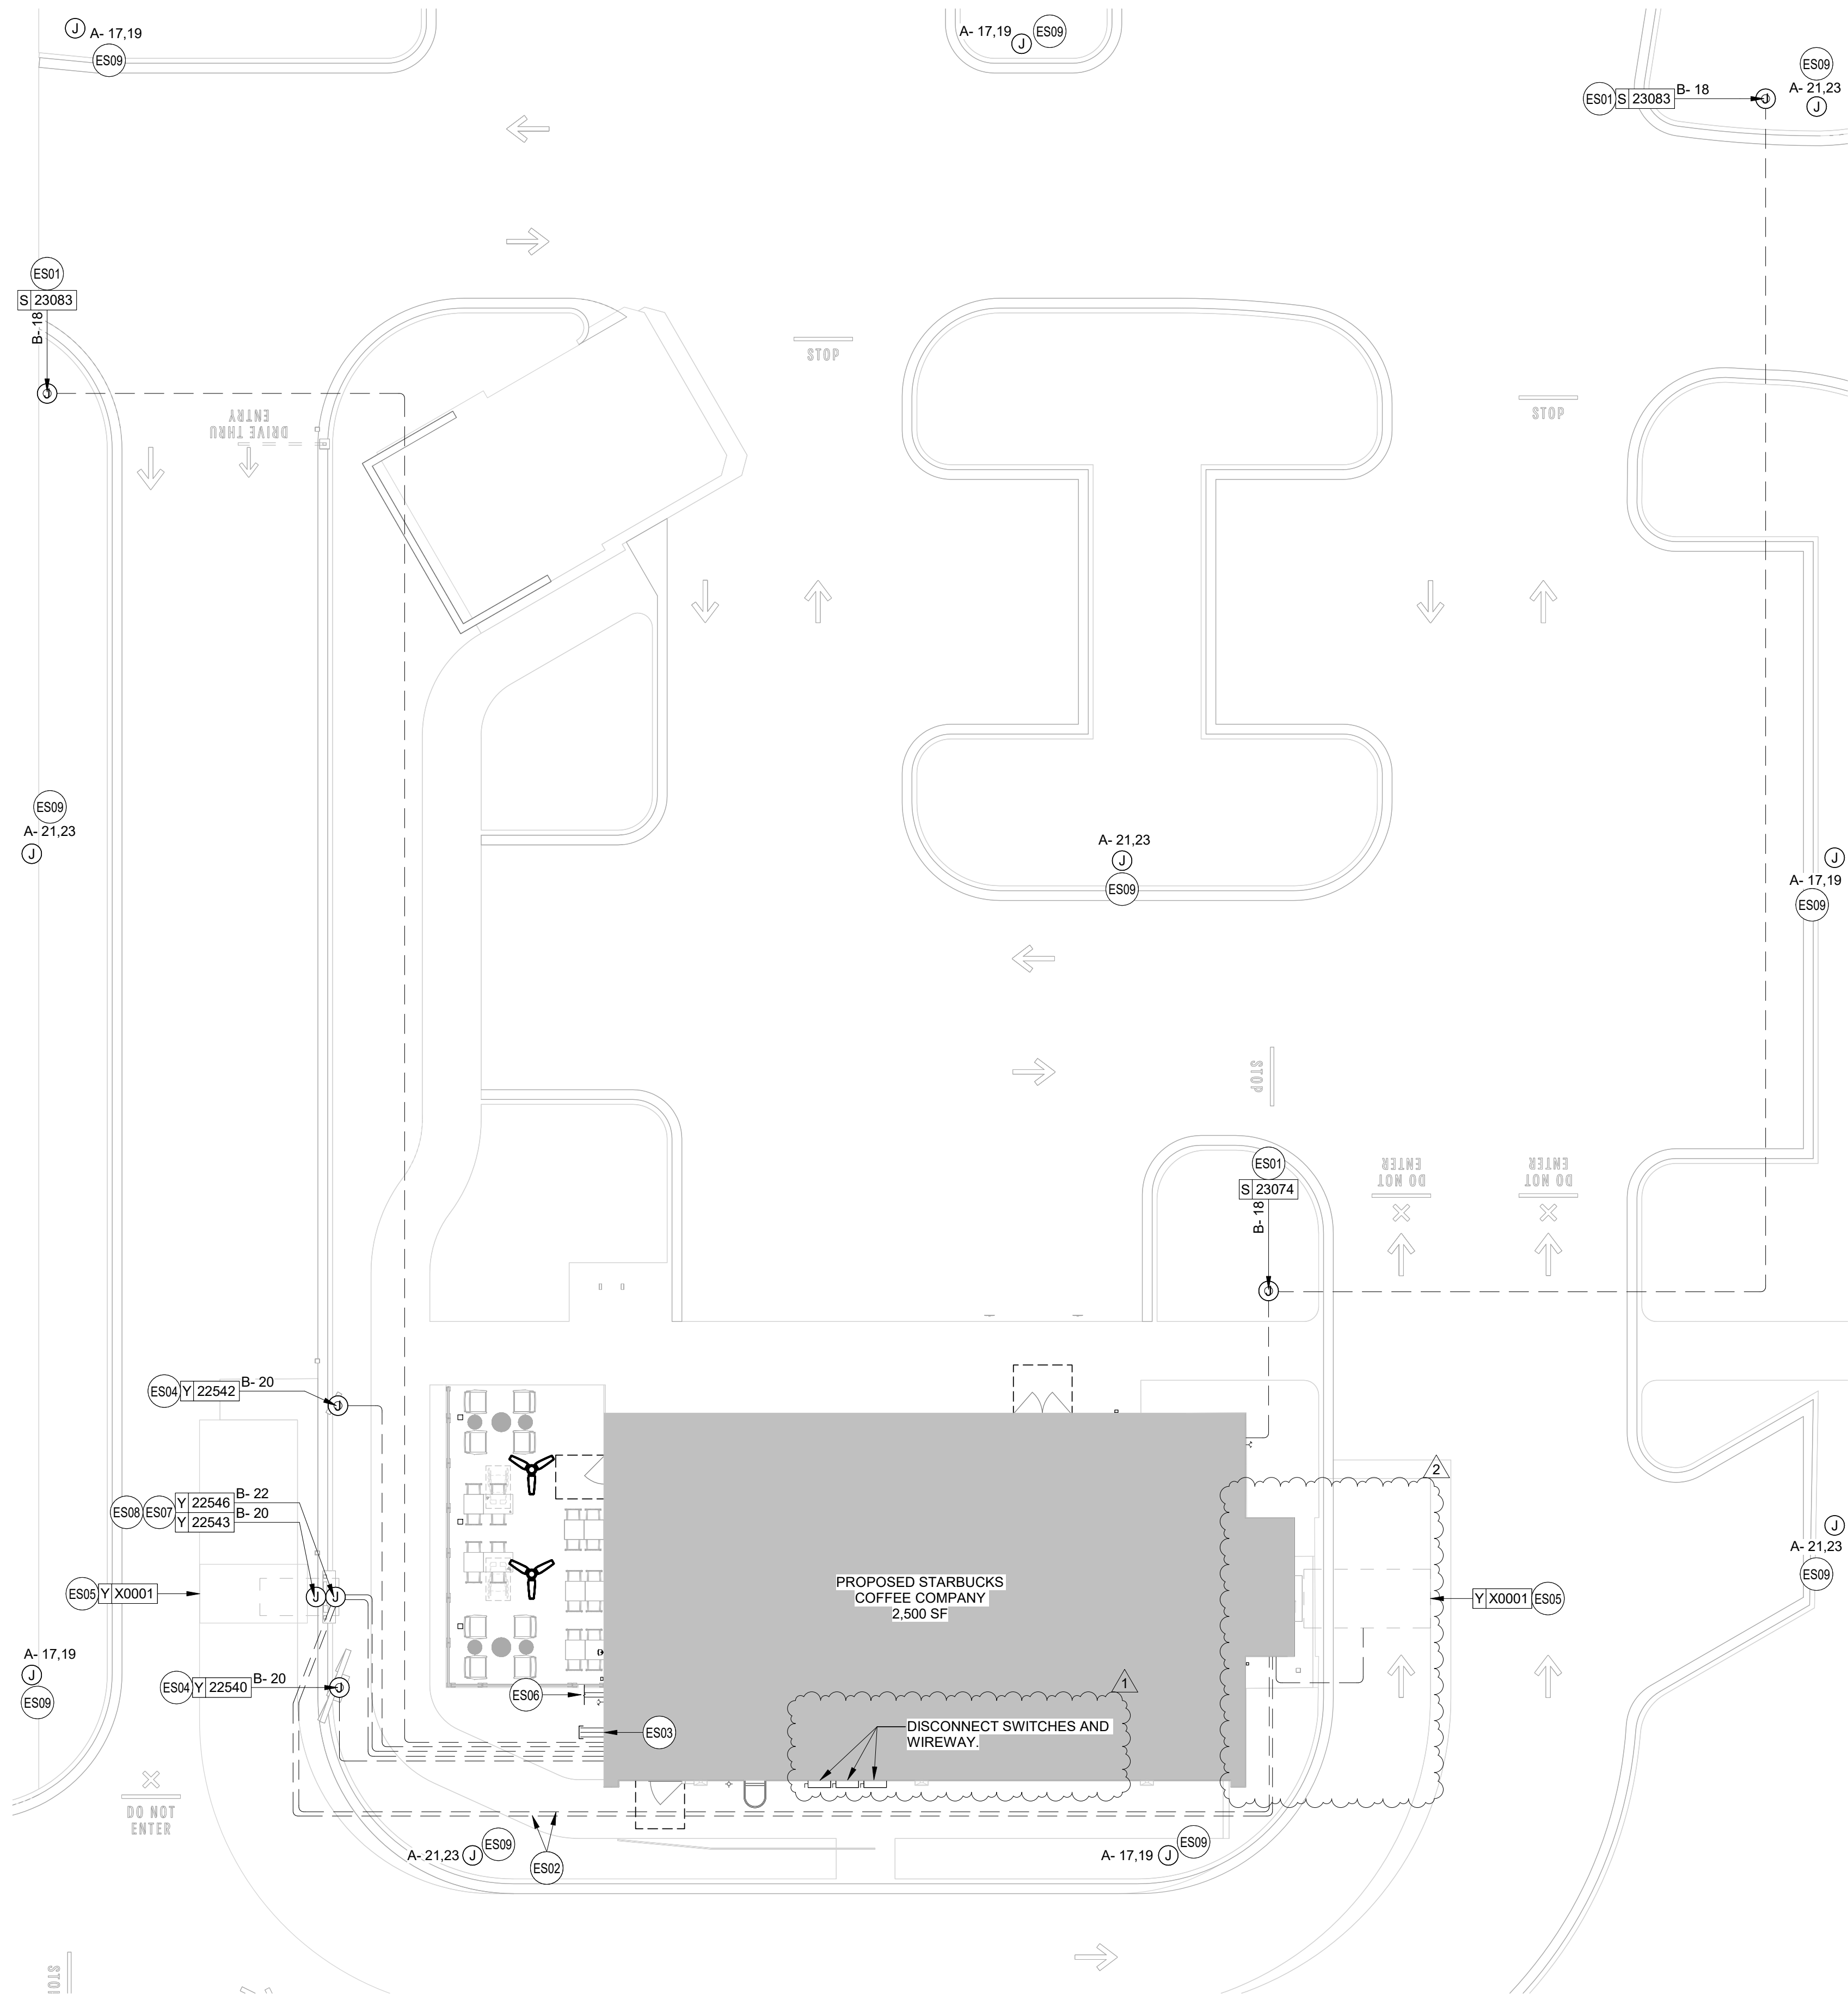 J A- 17,19
ES09
A- 17,19 J ES09
ES09
A- 21,23
J
ES01 S 23083 B- 18
J
ES01
S 23083
B- 18
J
STOP
DRIVE THRU
ENTRY
STOP
ES09
A- 21,23
J
A- 21,23
J
ES09
J
A- 17,19
ES09
STOP
ES01
S 23074
B- 18
J
DO NOT
ENTER
DO NOT
ENTER
ES04 Y 22542 B- 20
J
2
ES08 ES07 Y 22546 B- 22
Y 22543 B- 20
J
A- 21,23
ES09
ES05 Y X0001
J J
PROPOSED STARBUCKS
COFFEE COMPANY
2,500 SF
Y X0001 ES05
A- 17,19
J
ES09
ES04 Y 22540 B- 20
J
ES06
1
ES03
DISCONNECT SWITCHES AND
WIREWAY.
DO NOT
ENTER
A- 21,23 J ES09
ES02
A- 17,19 J ES09
STOP